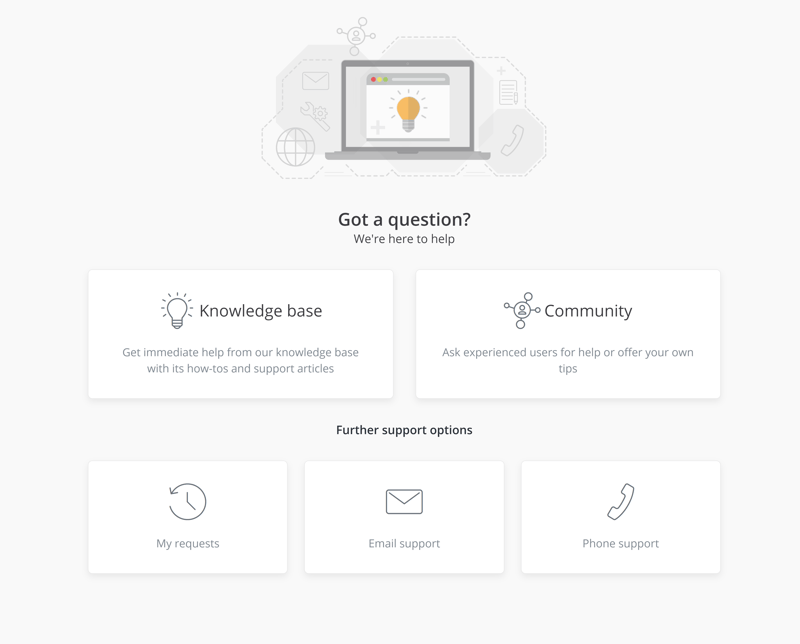 Got a question?
We're here to help
Knowledge base
Community
Get immediate help from our knowledge base
with its how-tos and support articles
Ask experienced users for help or offer your own
tips
Further support options
My requests
Email support
Phone support